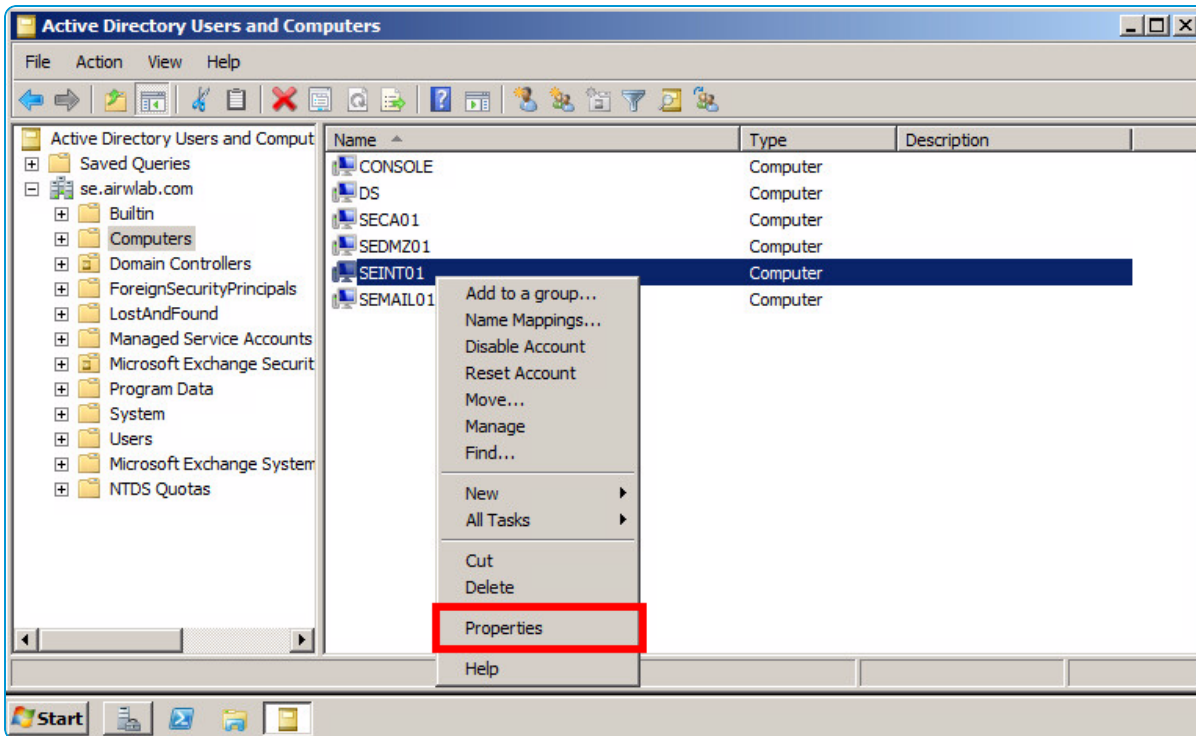 Active Directory Users and Computers
File Action View Help
Active Directory Users and Comput
Saved Queries
se.airwlab.com
Builtin
Computers
Domain Controllers
ForeignSecurityPrincipals
LostAndFound
Managed Service Accounts
Microsoft Exchange Securit
Program Data
System
Users
Microsoft Exchange System
NTDS Quotas
Name Type Description
CONSOLE Computer
DS Computer
SECA01 Computer
SEDMZ01 Computer
SEINT01 Computer
SEMAIL01 Computer
Add to a group...
Name Mappings...
Disable Account
Reset Account
Move...
Manage
Find...
New
All Tasks
Cut
Delete
Properties
Help
Start